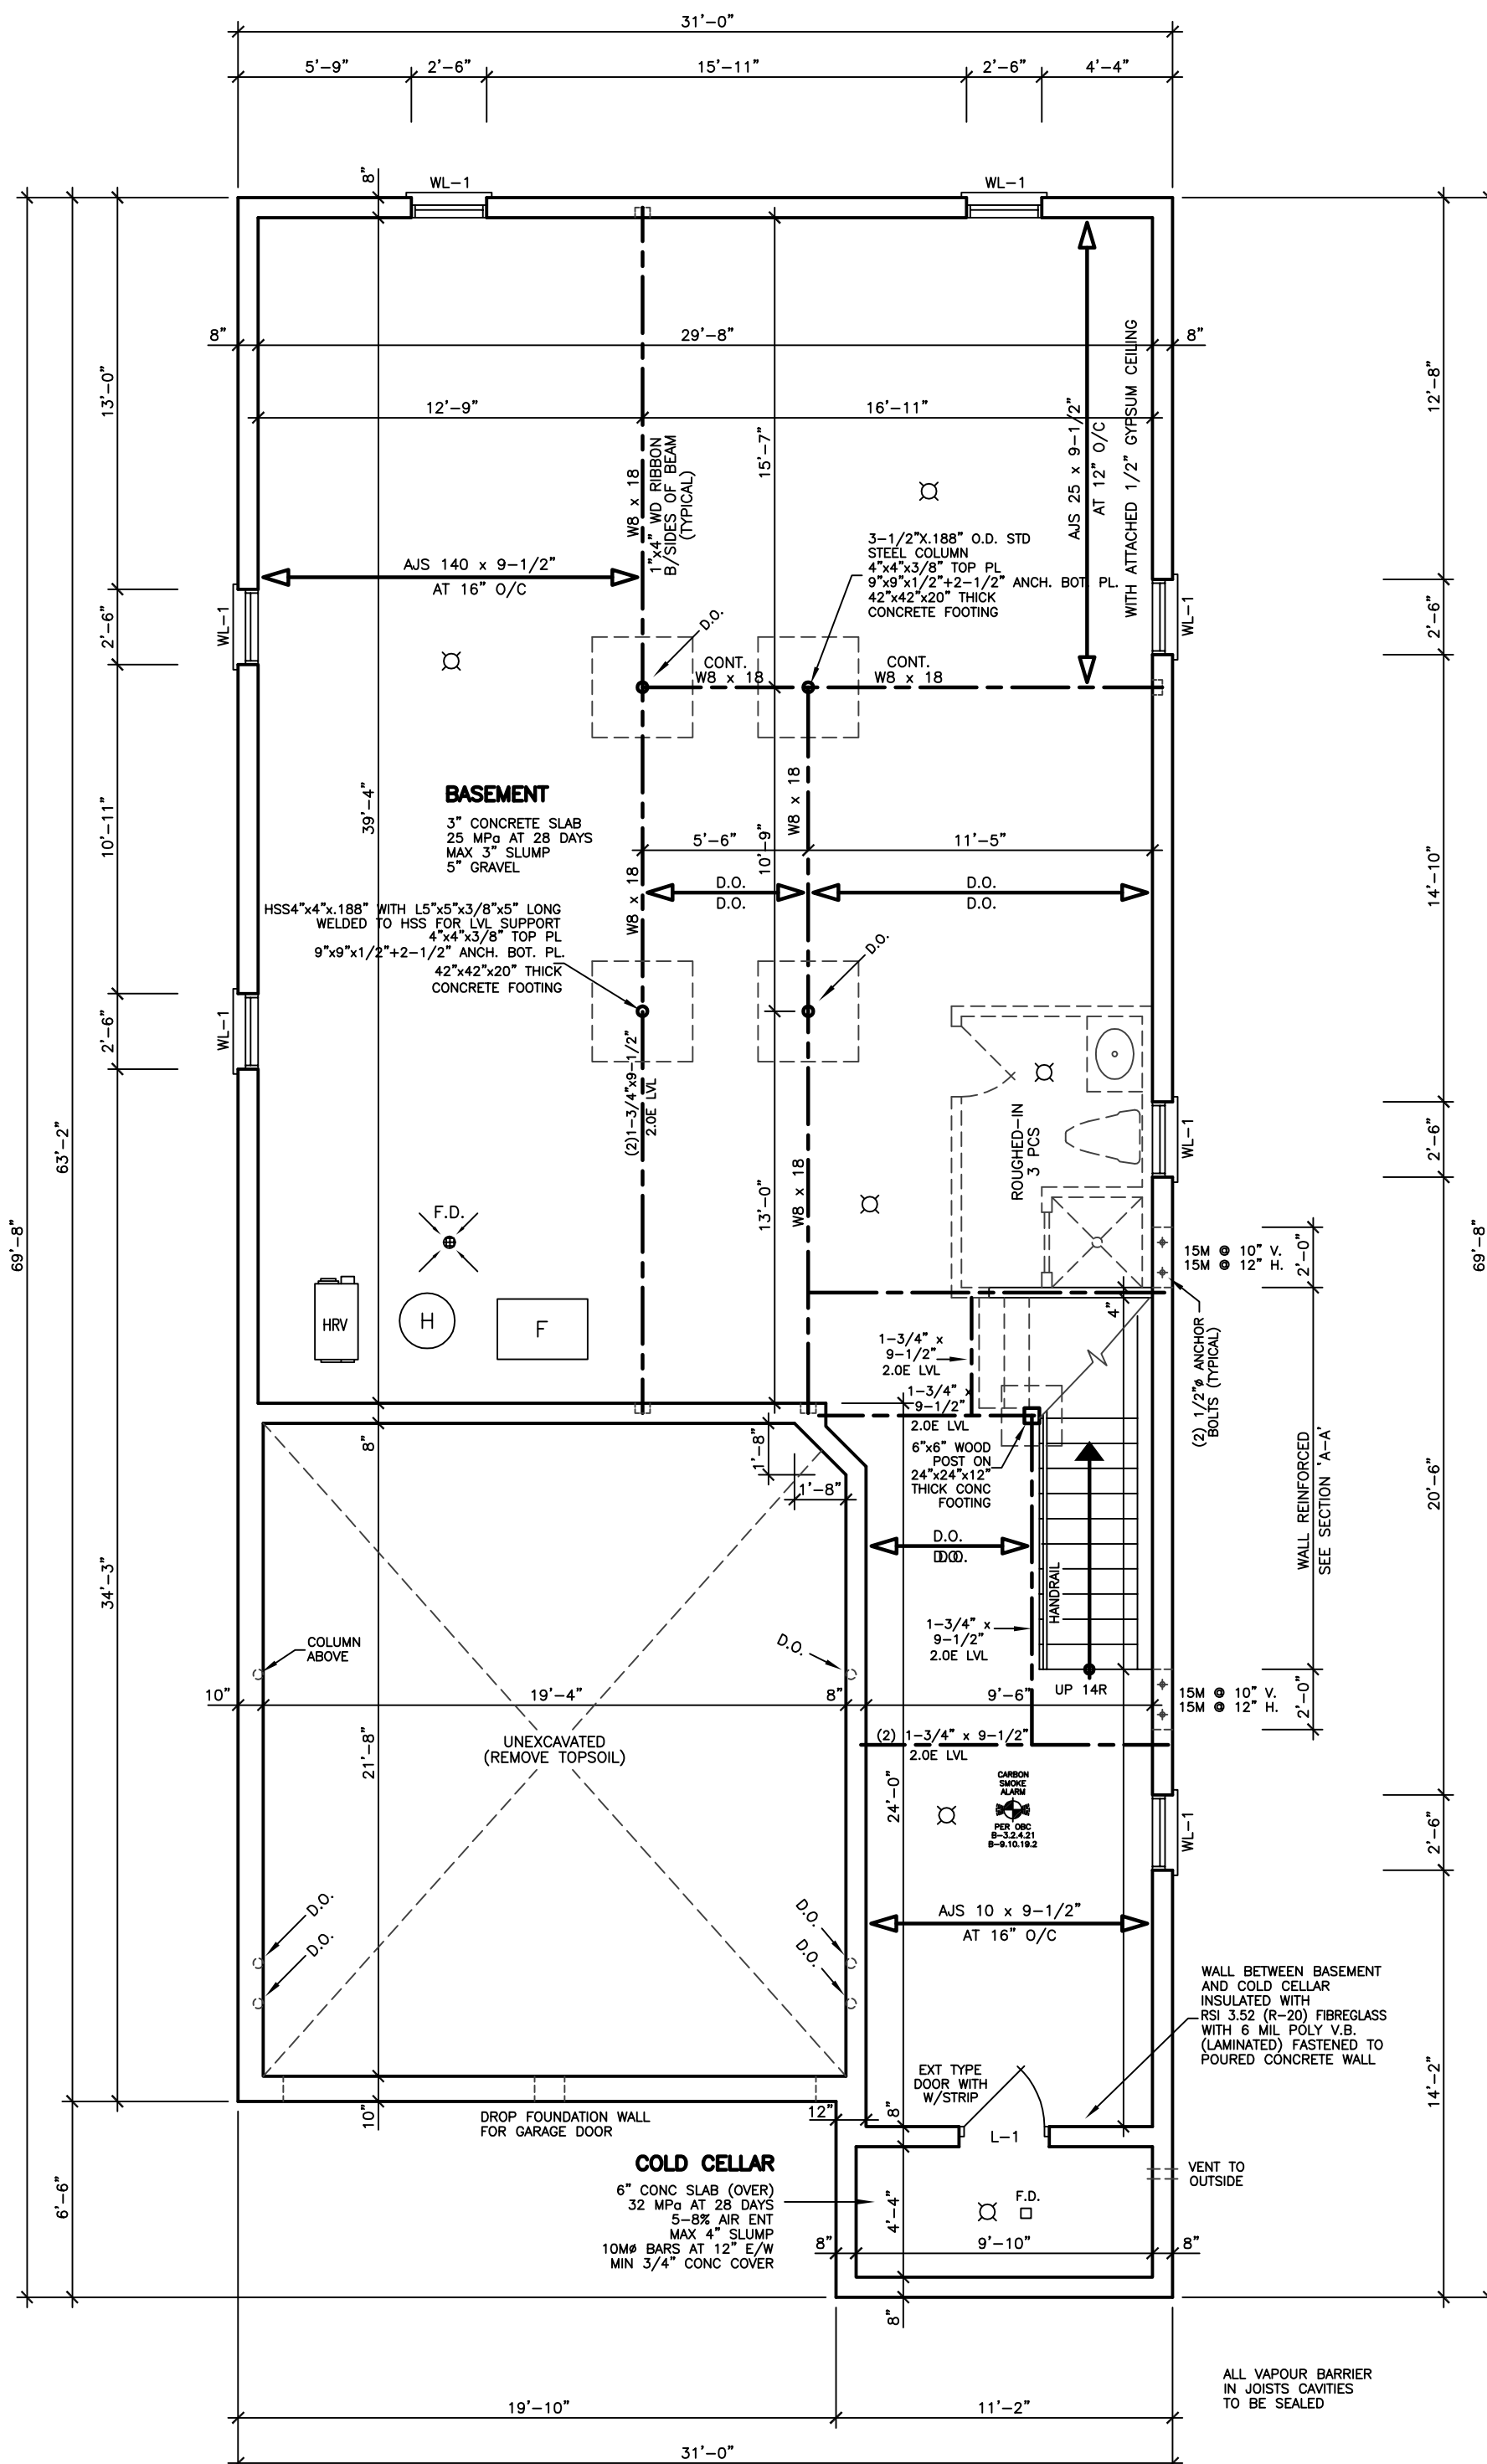 31'-0"
5'-9"
2'-6"
15'-11"
2'-6"
4'-4"
8"
WL-1
WL-1
8"
29'-8"
8"
12'-9"
16'-11"
13'-0"
12'-8"
15'-7"
W8 x 18
1"x4" WD RIBBON
B/SIDES OF BEAM
(TYPICAL)
AJS 25 x 9-1/2"
AT 12" O/C
WITH ATTACHED 1/2" GYPSUM CEILING
AJS 140 x 9-1/2"
AT 16" O/C
3-1/2"X.188" O.D. STD
STEEL COLUMN
4"x4"x3/8" TOP PL
9"x9"x1/2"+2-1/2" ANCH. BOT. PL.
42"x42"x20" THICK
CONCRETE FOOTING
2'-6"
WL-1
D.O.
WL-1
2'-6"
CONT.
W8 x 18
CONT.
W8 x 18
BASEMENT
3" CONCRETE SLAB
25 MPa AT 28 DAYS
MAX 3" SLUMP
5" GRAVEL
39'-4"
10'-11"
W8 x 18
5'-6"
10'-9"
11'-5"
14'-10"
D.O.
D.O.
D.O.
D.O.
W8 x 18
HSS4"x4"x.188" WITH L5"x5"x3/8"x5" LONG
WELDED TO HSS FOR LVL SUPPORT
4"x4"x3/8" TOP PL
9"x9"x1/2"+2-1/2" ANCH. BOT. PL.
42"x42"x20" THICK
CONCRETE FOOTING
D.O.
2'-6"
WL-1
(2)1-3/4"x9-1/2"
2.0E LVL
ROUGHED-IN
3 PCS
WL-1
2'-6"
63'-2"
69'-8"
69'-8"
13'-0"
W8 x 18
F.D.
HRV
H
F
15M @ 10" V.
15M @ 12" H.
2'-0"
4"
(2) 1/2"ø ANCHOR
BOLTS (TYPICAL)
1-3/4" x
9-1/2"
2.0E LVL
1-3/4" x
9-1/2"
2.0E LVL
6"x6" WOOD
POST ON
24"x24"x12"
THICK CONC
FOOTING
8"
1'-8"
1'-8"
WALL REINFORCED
SEE SECTION 'A-A'
20'-6"
34'-3"
D.O.
D.O.
HANDRAIL
1-3/4" x
9-1/2"
2.0E LVL
COLUMN
ABOVE
D.O.
UP 14R
10"
19'-4"
8"
9'-6"
15M @ 10" V.
15M @ 12" H.
2'-0"
UNEXCAVATED
(REMOVE TOPSOIL)
21'-8"
(2) 1-3/4" x 9-1/2"
2.0E LVL
24'-0"
CARBON
SMOKE
ALARM
PER OBC
B-3.2.4.21
B-9.10.19.2
WL-1
2'-6"
D.O.
D.O.
D.O.
D.O.
AJS 10 x 9-1/2"
AT 16" O/C
WALL BETWEEN BASEMENT
AND COLD CELLAR
INSULATED WITH
RSI 3.52 (R-20) FIBREGLASS
WITH 6 MIL POLY V.B.
(LAMINATED) FASTENED TO
POURED CONCRETE WALL
14'-2"
EXT TYPE
DOOR WITH
W/STRIP
10"
DROP FOUNDATION WALL
FOR GARAGE DOOR
12"
8"
L-1
COLD CELLAR
6" CONC SLAB (OVER)
32 MPa AT 28 DAYS
5-8% AIR ENT
MAX 4" SLUMP
10Mø BARS AT 12" E/W
MIN 3/4" CONC COVER
VENT TO
OUTSIDE
6'-6"
4'-4"
F.D.
8"
9'-10"
8"
8"
ALL VAPOUR BARRIER
IN JOISTS CAVITIES
TO BE SEALED
19'-10"
11'-2"
31'-0"